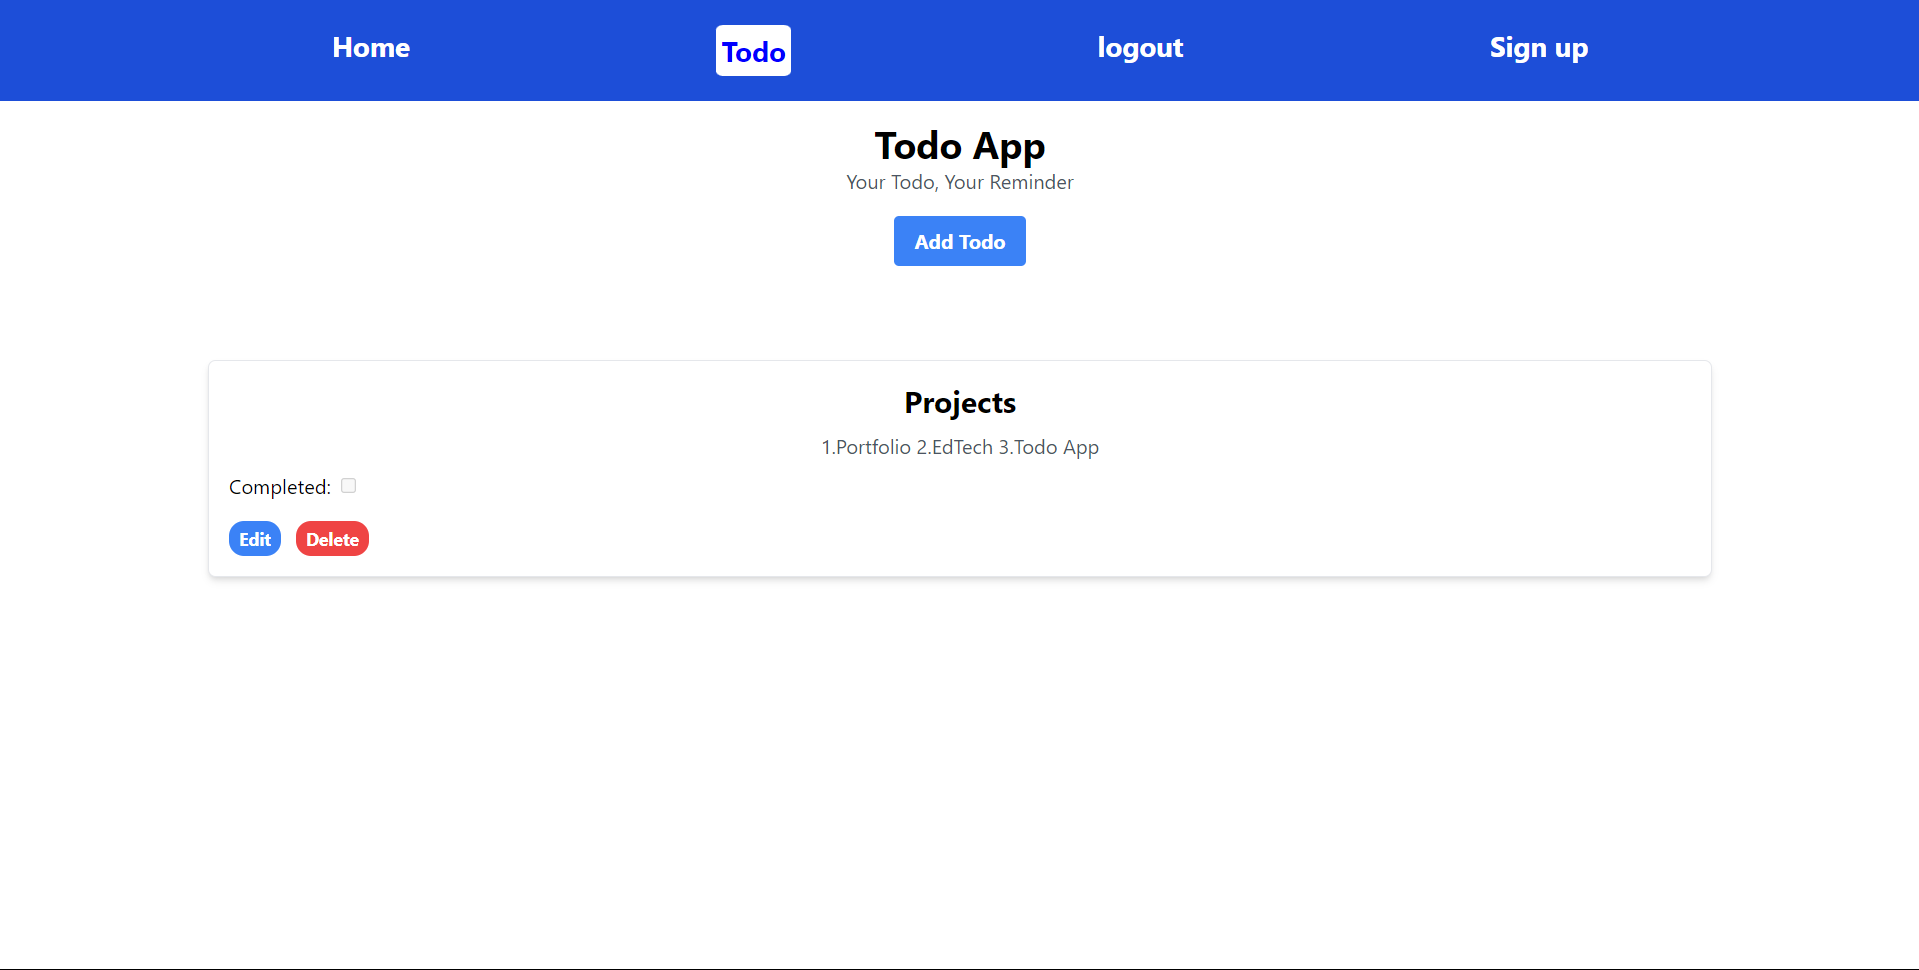 Home Todo logout Sign up
Todo App
Your Todo, Your Reminder
Add Todo
Projects
1.Portfolio 2.EdTech 3.Todo App
Completed:
Edit Delete